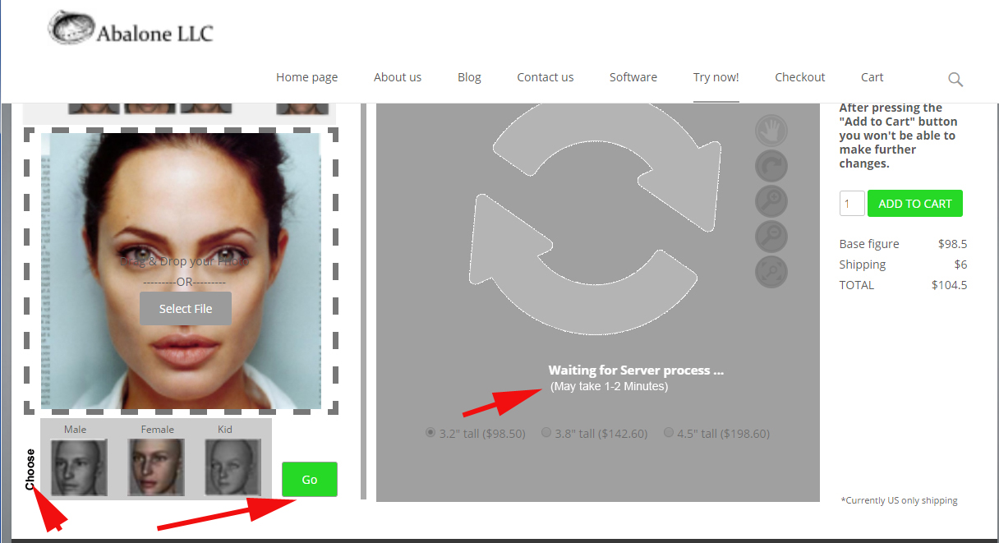 Abalone LLC
Home page About us Blog Contact us Software Try now! Checkout Cart
Drag & Drop your Photo
---------OR---------
Select File
Male Female Kid
Choose
Go
Waiting for Server process ...
(May take 1-2 Minutes)
3.2" tall ($98.50) 3.8" tall ($142.60) 4.5" tall ($198.60)
After pressing the
"Add to Cart" button
you won't be able to
make further
changes.
1 ADD TO CART
Base figure $98.5
Shipping $6
TOTAL $104.5
*Currently US only shipping